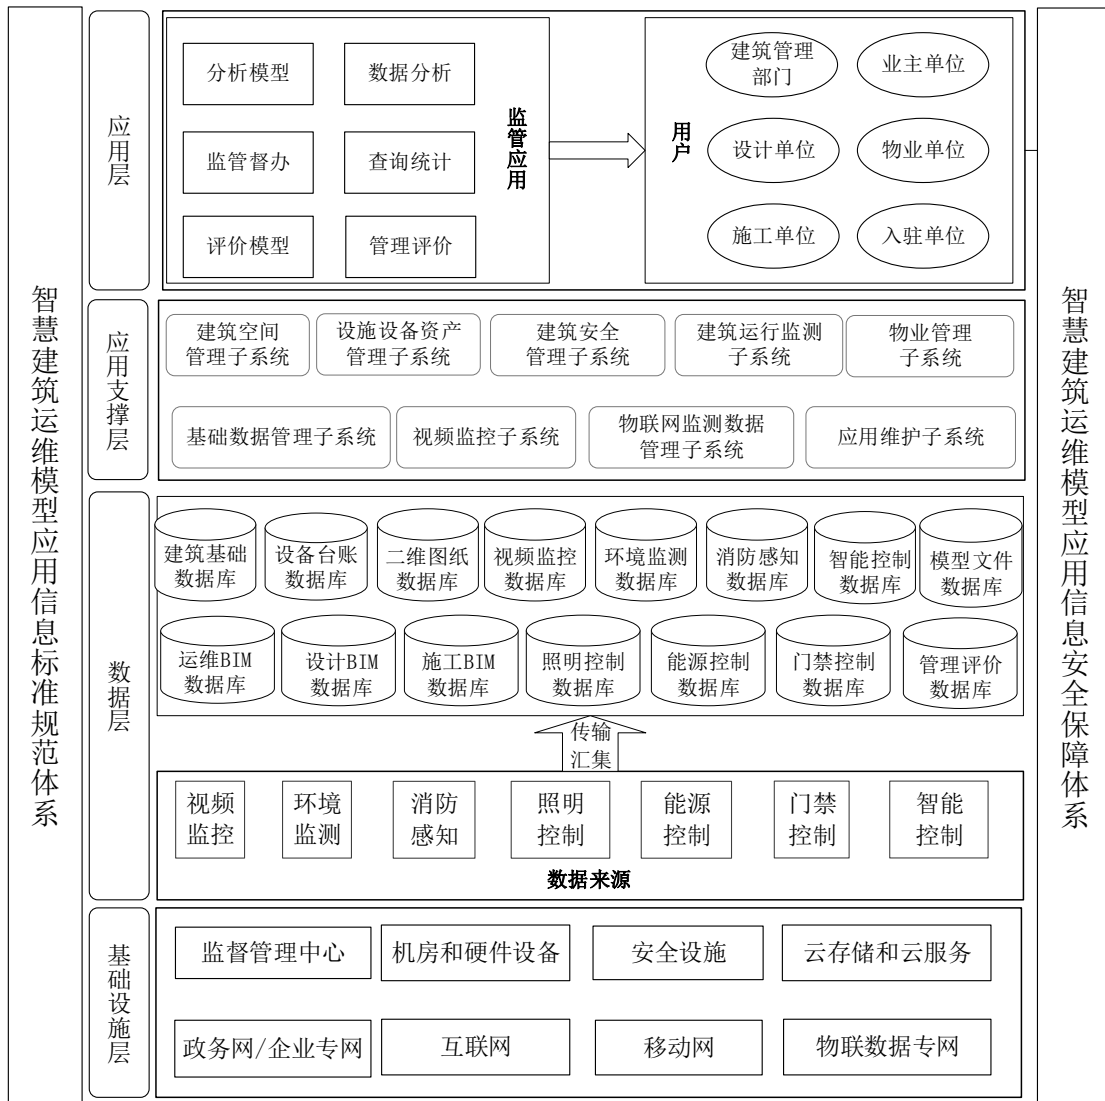 智慧建筑运维模型应用信息标准规范体系
应用层
分析模型
数据分析
监管督办
查询统计
评价模型
管理评价
监管应用
用户
建筑管理
部门
业主单位
设计单位
物业单位
施工单位
入驻单位
应用支撑层
建筑空间
管理子系统
设施设备资产
管理子系统
建筑安全
管理子系统
建筑运行监测
子系统
物业管理
子系统
基础数据管理子系统
视频监控子系统
物联网监测数据
管理子系统
应用维护子系统
数据层
建筑基础
数据库
设备台账
数据库
二维图纸
数据库
视频监控
数据库
环境监测
数据库
消防感知
数据库
智能控制
数据库
模型文件
数据库
运维BIM
数据库
设计BIM
数据库
施工BIM
数据库
照明控制
数据库
能源控制
数据库
门禁控制
数据库
管理评价
数据库
传输
汇集
视频
监控
环境
监测
消防
感知
照明
控制
能源
控制
门禁
控制
智能
控制
数据来源
基础设施层
监督管理中心
机房和硬件设备
安全设施
云存储和云服务
政务网/企业专网
互联网
移动网
物联数据专网
智慧建筑运维模型应用信息安全保障体系